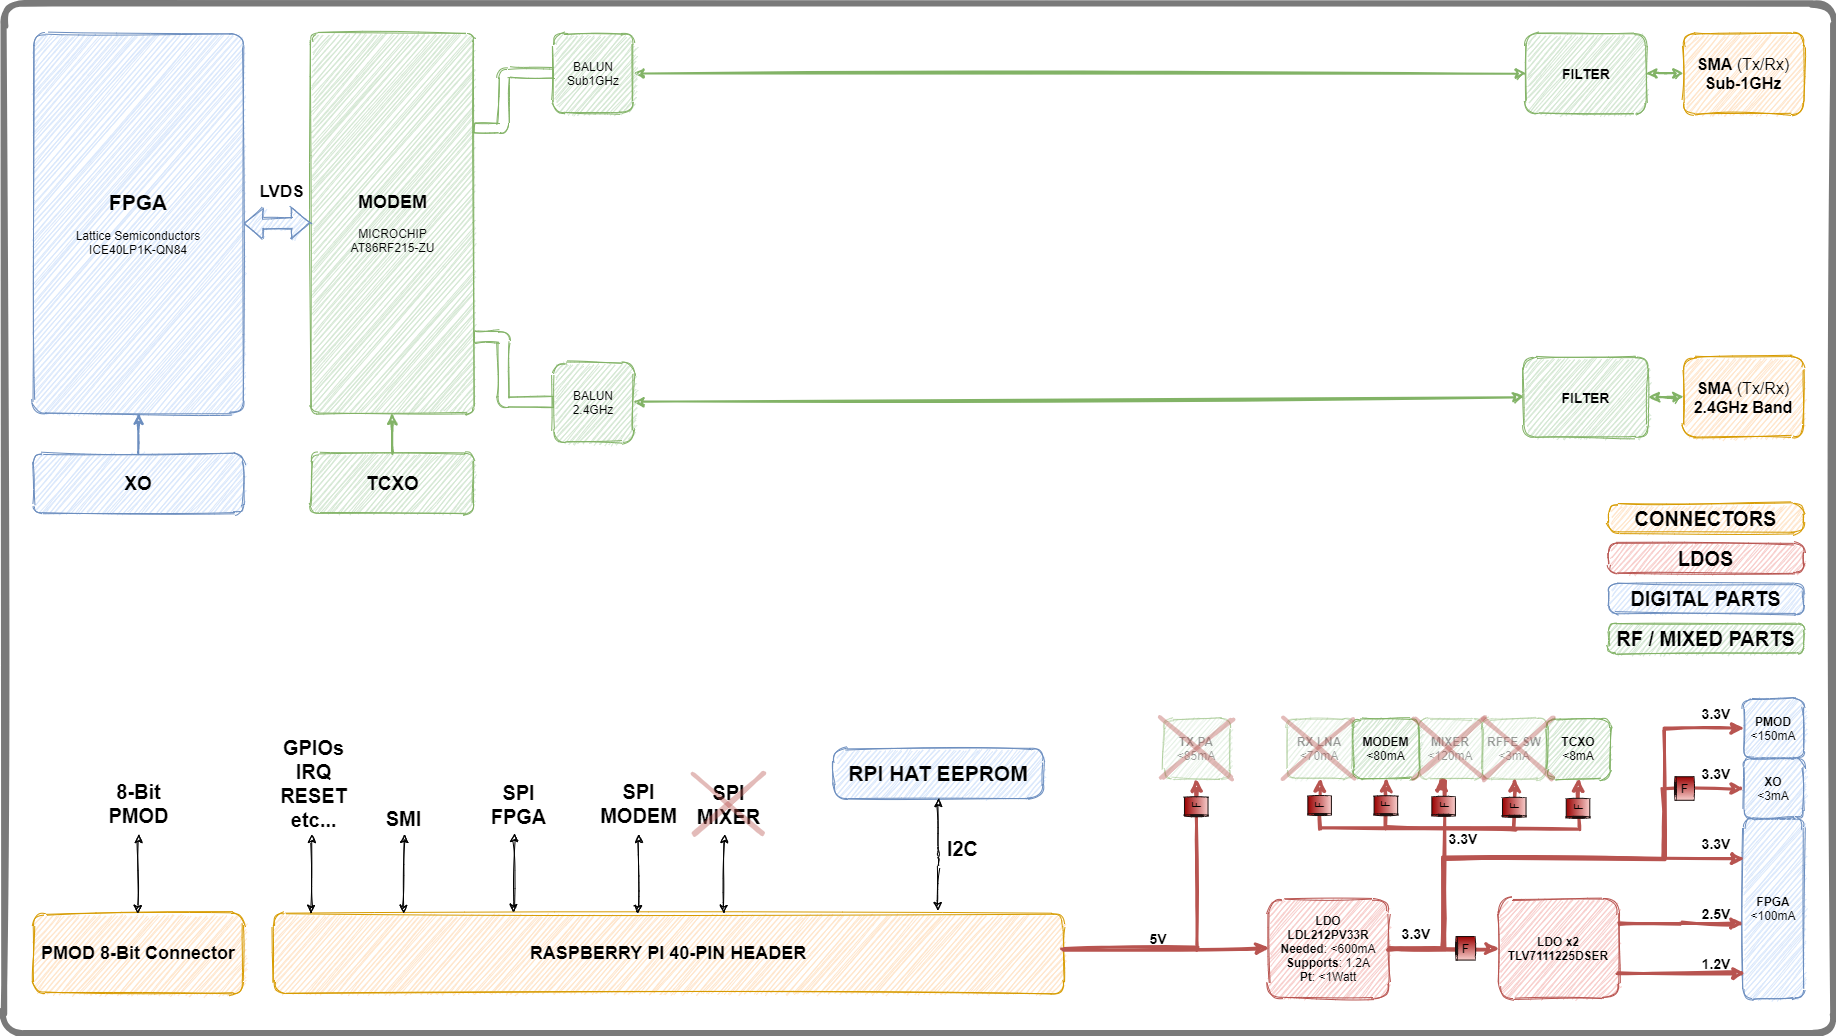 FPGA
Lattice Semiconductors
ICE40LP1K-QN84
LVDS
MODEM
MICROCHIP
AT86RF215-ZU
BALUN
Sub1GHz
FILTER
SMA (Tx/Rx)
Sub-1GHz
BALUN
2.4GHz
FILTER
SMA (Tx/Rx)
2.4GHz Band
XO
TCXO
CONNECTORS
LDOS
DIGITAL PARTS
RF / MIXED PARTS
8-Bit
PMOD
GPIOs
IRQ
RESET
etc...
SMI
SPI
FPGA
SPI
MODEM
SPI
MIXER
RPI HAT EEPROM
I2C
PMOD 8-Bit Connector
RASPBERRY PI 40-PIN HEADER
TX PA
<85mA
F
RX LNA
<70mA
MODEM
<80mA
MIXER
<120mA
RFFE SW
<3mA
TCXO
<8mA
F
F
F
F
F
3.3V
5V
LDO
LDL212PV33R
Needed: <600mA
Supports: 1.2A
Pt: <1Watt
3.3V
F
LDO x2
TLV7111225DSER
3.3V
PMOD
<150mA
F
3.3V
XO
<3mA
3.3V
2.5V
1.2V
FPGA
<100mA